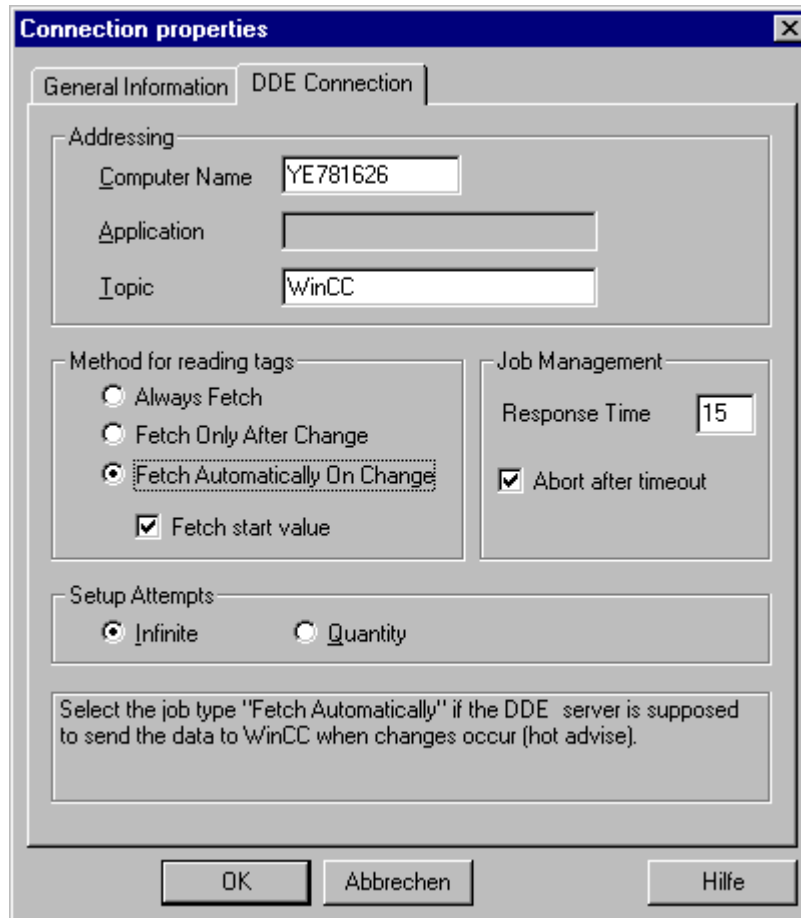 Connection properties
General Information
DDE Connection
Addressing
Computer Name YE781626
Application
Topic WinCC
Method for reading tags
Always Fetch
Fetch Only After Change
Fetch Automatically On Change
Fetch start value
Job Management
Response Time 15
Abort after timeout
Setup Attempts
Infinite Quantity
Select the job type "Fetch Automatically" if the DDE server is supposed
to send the data to WinCC when changes occur (hot advise).
OK Abbrechen Hilfe